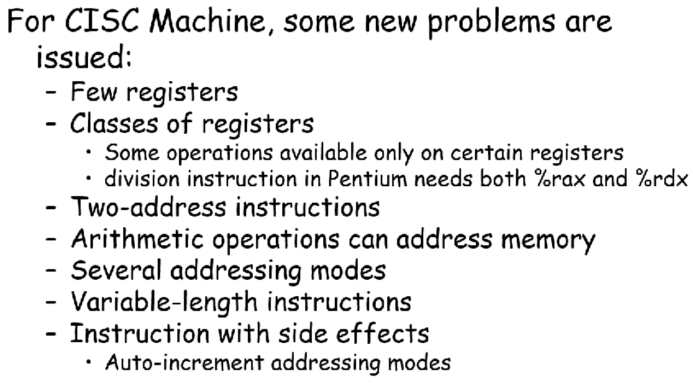 For CISC Machine, some new problems are
issued:
- Few registers
- Classes of registers
• Some operations available only on certain registers
• division instruction in Pentium needs both %rax and %rdx
- Two-address instructions
- Arithmetic operations can address memory
- Several addressing modes
- Variable-length instructions
- Instruction with side effects
• Auto-increment addressing modes